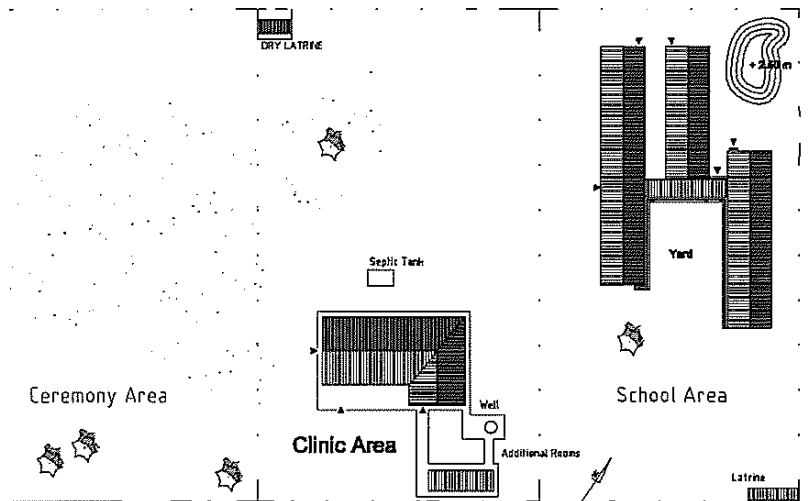 DRY LATRINE
Septic Tank
Yard
Ceremony Area
School Area
Well
Clinic Area
Additional Rooms
Latrine